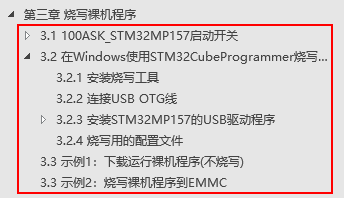 第三章 烧写裸机程序
3.1 100ASK_STM32MP157启动开关
3.2 在Windows使用STM32CubeProgrammer烧写...
3.2.1 安装烧写工具
3.2.2 连接USB OTG线
3.2.3 安装STM32MP157的USB驱动程序
3.2.4 烧写用的配置文件
3.3 示例1：下载运行裸机程序(不烧写)
3.3 示例2：烧写裸机程序到EMMC